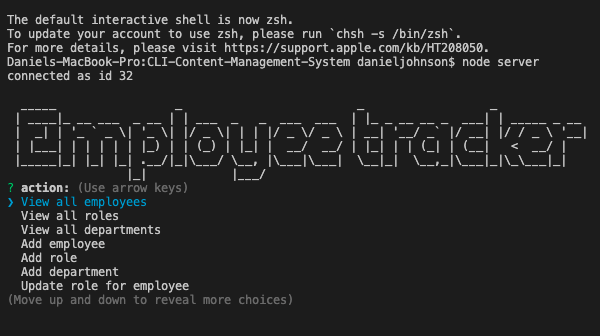 The default interactive shell is now zsh.
To update your account to use zsh, please run `chsh -s /bin/zsh`.
For more details, please visit https://support.apple.com/kb/HT208050.
Daniels-MacBook-Pro:CLI-Content-Management-System danieljohnson$ node server
connected as id 32
Employee tracker
? action: (Use arrow keys)
❯ View all employees
View all roles
View all departments
Add employee
Add role
Add department
Update role for employee
(Move up and down to reveal more choices)